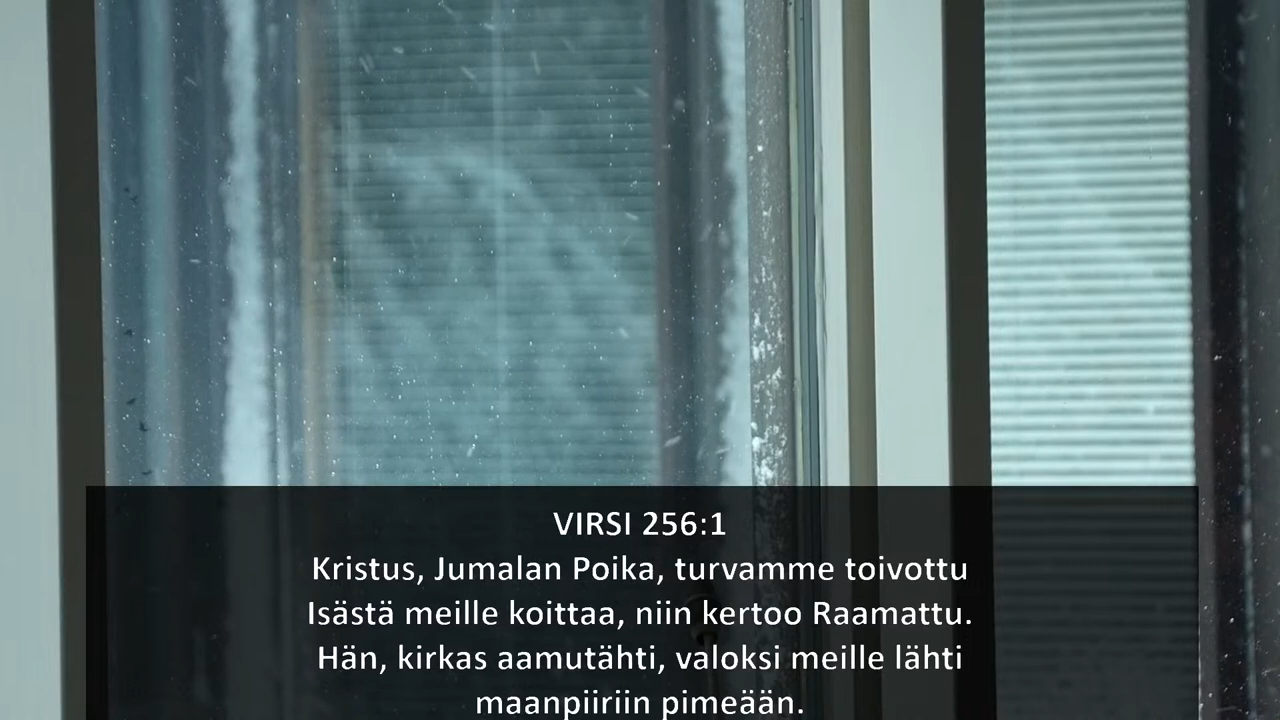 VIRSI 256:1
Kristus, Jumalan Poika, turvamme toivottu
Isästä meille koittaa, niin kertoo Raamattu.
Hän, kirkas aamutähti, valoksi meille lähti
maanpiiriin pimeään.